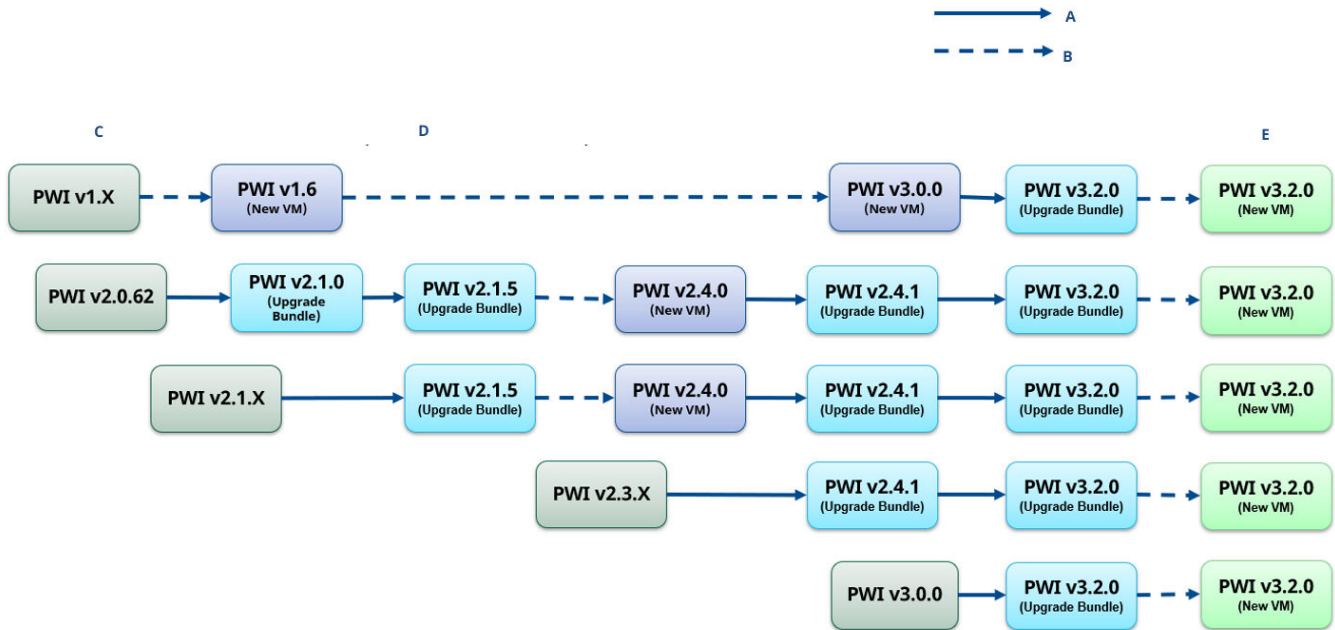 A
B
C
D
E
PWI v1.X
PWI v1.6
(New VM)
PWI v3.0.0
(New VM)
PWI v3.2.0
(Upgrade Bundle)
PWI v3.2.0
(New VM)
PWI v2.0.62
PWI v2.1.0
(Upgrade
Bundle)
PWI v2.1.5
(Upgrade Bundle)
PWI v2.4.0
(New VM)
PWI v2.4.1
(Upgrade Bundle)
PWI v3.2.0
(Upgrade Bundle)
PWI v3.2.0
(New VM)
PWI v2.1.X
PWI v2.1.5
(Upgrade Bundle)
PWI v2.4.0
(New VM)
PWI v2.4.1
(Upgrade Bundle)
PWI v3.2.0
(Upgrade Bundle)
PWI v3.2.0
(New VM)
PWI v2.3.X
PWI v2.4.1
(Upgrade Bundle)
PWI v3.2.0
(Upgrade Bundle)
PWI v3.2.0
(New VM)
PWI v3.0.0
PWI v3.2.0
(Upgrade Bundle)
PWI v3.2.0
(New VM)